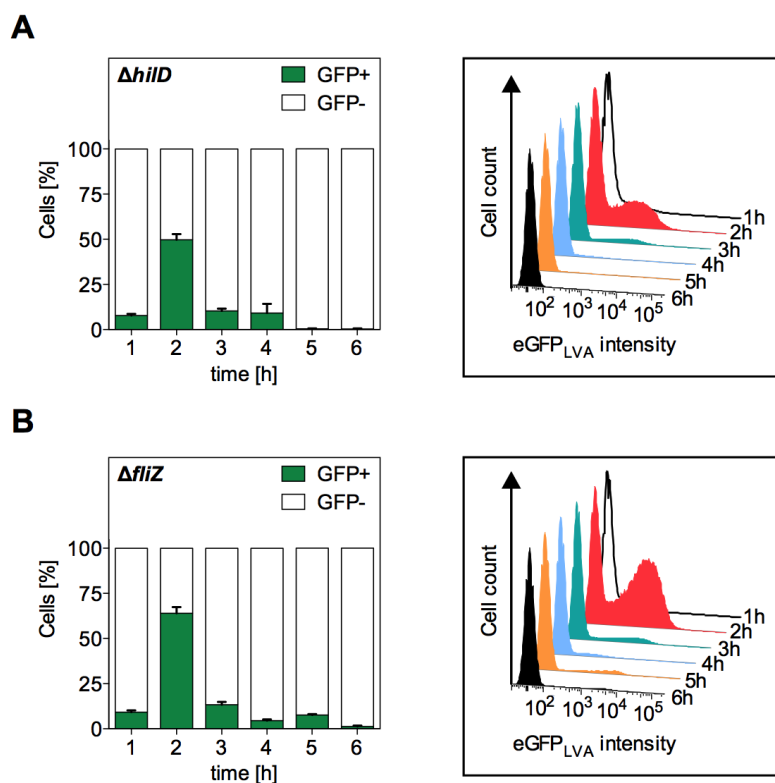 A
ΔhilD
GFP+
GFP-
Cells [%]
100
75
50
25
0
1 2 3 4 5 6
time [h]
Cell count
1h
2h
3h
4h
5h
6h
10² 10³ 10⁴ 10⁵
eGFP_LVA intensity
B
ΔfliZ
GFP+
GFP-
Cells [%]
100
75
50
25
0
1 2 3 4 5 6
time [h]
Cell count
1h
2h
3h
4h
5h
6h
10² 10³ 10⁴ 10⁵
eGFP_LVA intensity